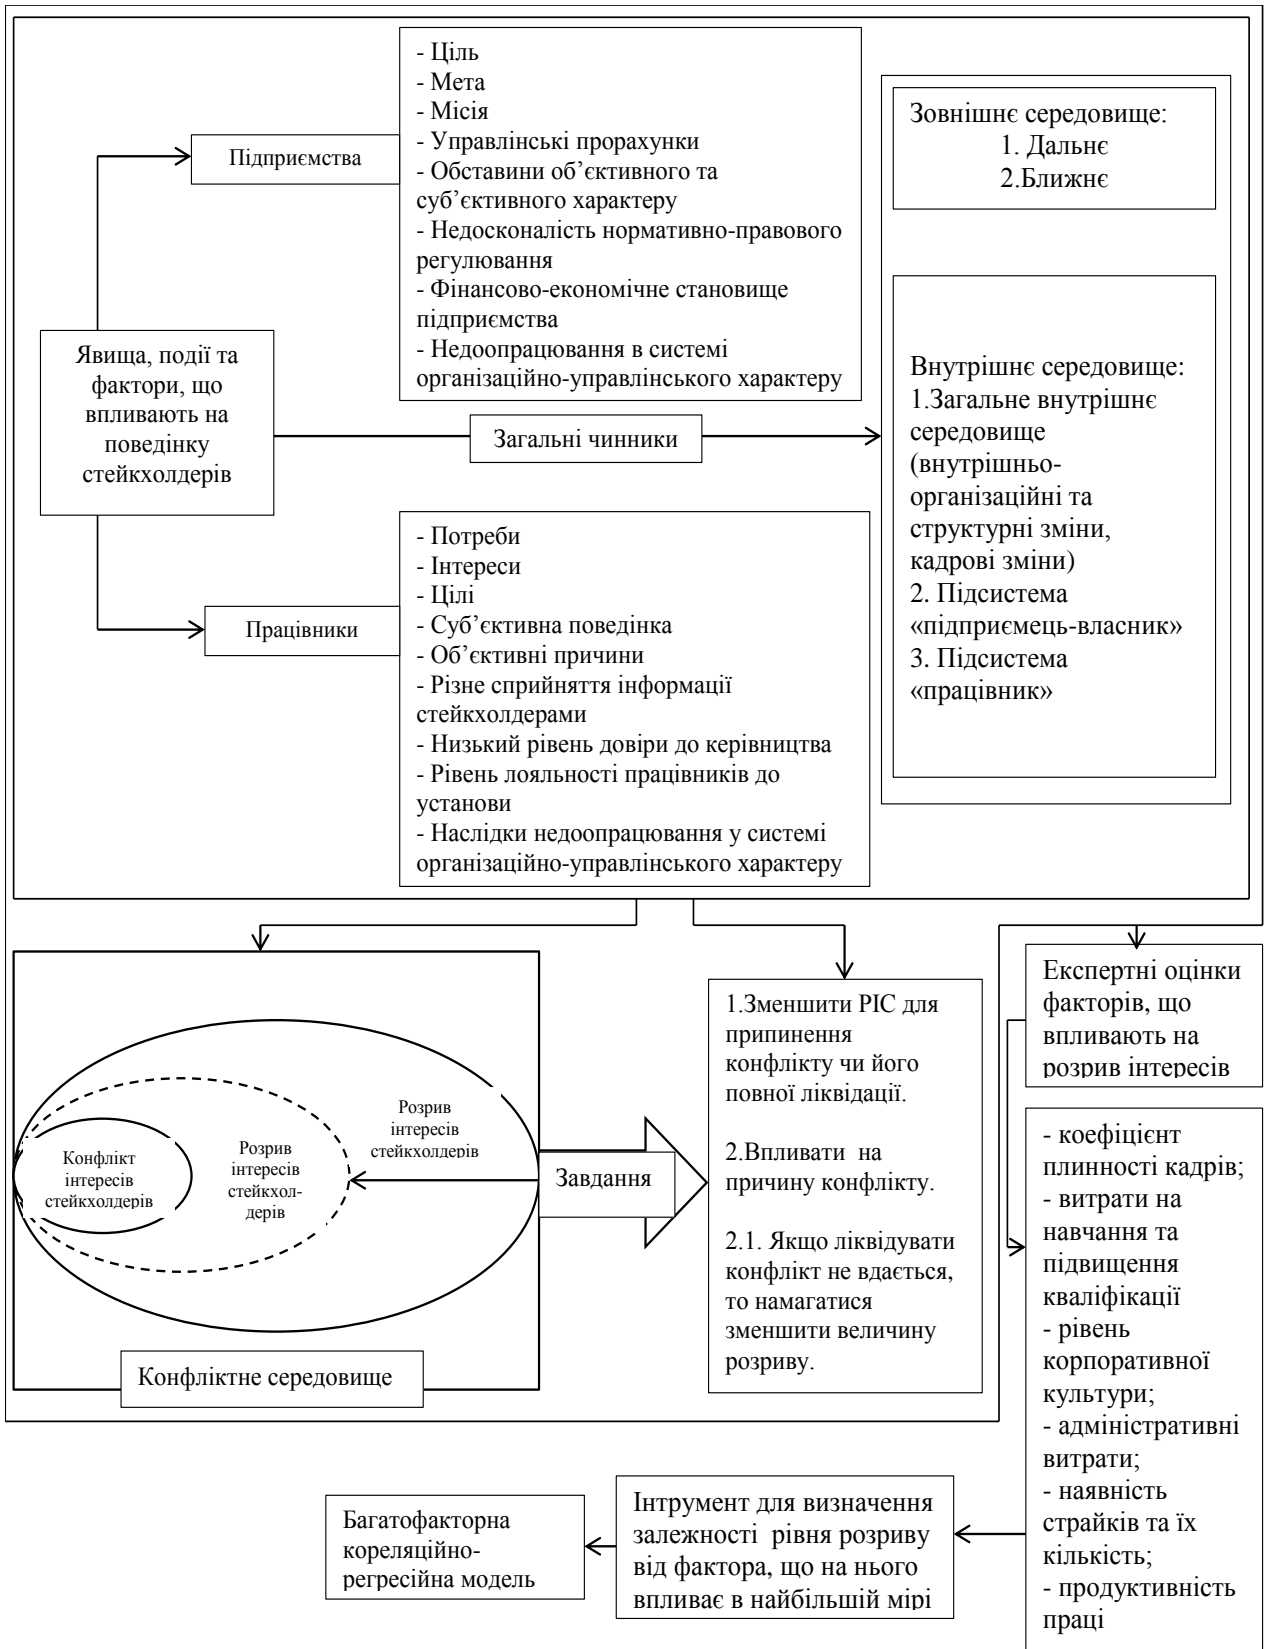 - Ціль
- Мета
- Місія
- Управлінські прорахунки
- Обставини об’єктивного та
суб’єктивного характеру
- Недосконалість нормативно-правового
регулювання
- Фінансово-економічне становище
підприємства
- Недоопрацювання в системі
організаційно-управлінського характеру
Підприємства
Зовнішнє середовище:
1. Дальнє
2.Ближнє
Явища, події та
фактори, що
впливають на
поведінку
стейкхолдерів
Загальні чинники
Внутрішнє середовище:
1.Загальне внутрішнє
середовище
(внутрішньо-
організаційні та
структурні зміни,
кадрові зміни)
2. Підсистема
«підприємець-власник»
3. Підсистема
«працівник»
Працівники
- Потреби
- Інтереси
- Цілі
- Суб’єктивна поведінка
- Об’єктивні причини
- Різне сприйняття інформації
стейкхолдерами
- Низький рівень довіри до керівництва
- Рівень лояльності працівників до
установи
- Наслідки недоопрацювання у системі
організаційно-управлінського характеру
Конфлікт
інтересів
стейкхолдерів
Розрив
інтересів
стейкхол-
дерів
Розрив
інтересів
стейкхолдерів
Завдання
Конфліктне середовище
1.Зменшити РІС для
припинення
конфлікту чи його
повної ліквідації.
2.Впливати  на
причину конфлікту.
2.1. Якщо ліквідувати
конфлікт не вдається,
то намагатися
зменшити величину
розриву.
Експертні оцінки
факторів, що
впливають на
розрив інтересів
- коефіцієнт
плинності кадрів;
- витрати на
навчання та
підвищення
кваліфікації
- рівень
корпоративної
культури;
- адміністративні
витрати;
- наявність
страйків та їх
кількість;
- продуктивність
праці
Інтрумент для визначення
залежності  рівня розриву
від фактора, що на нього
впливає в найбільшій мірі
Багатофакторна
кореляційно-
регресійна модель